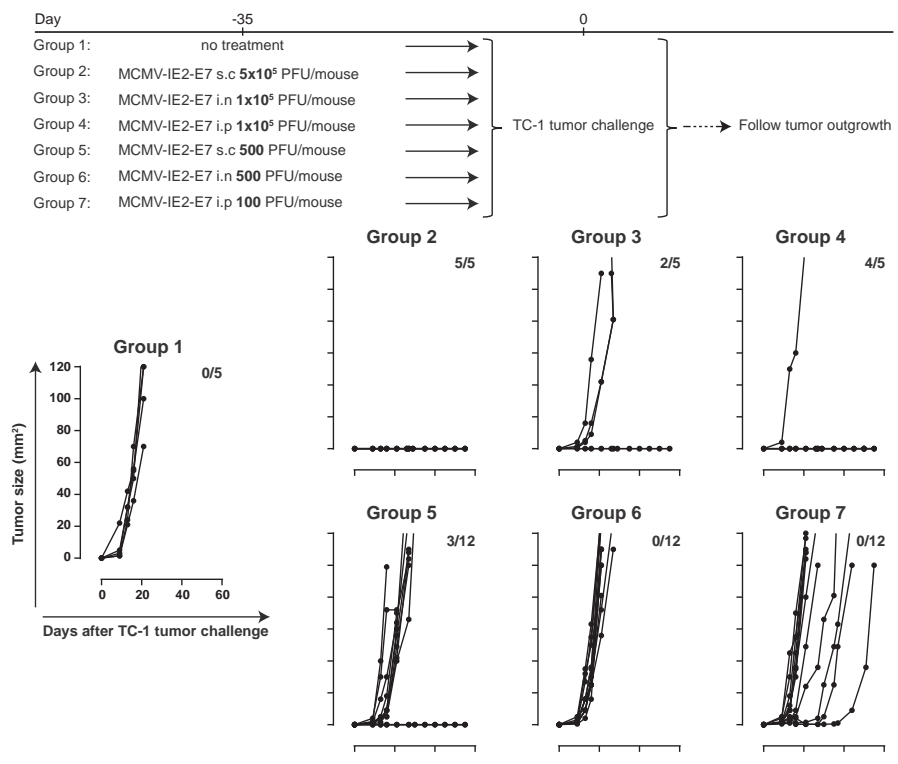 Day -35 0
Group 1: no treatment
Group 2: MCMV-IE2-E7 s.c 5x10⁵ PFU/mouse
Group 3: MCMV-IE2-E7 i.n 1x10⁵ PFU/mouse
Group 4: MCMV-IE2-E7 i.p 1x10⁵ PFU/mouse
Group 5: MCMV-IE2-E7 s.c 500 PFU/mouse
Group 6: MCMV-IE2-E7 i.n 500 PFU/mouse
Group 7: MCMV-IE2-E7 i.p 100 PFU/mouse
TC-1 tumor challenge
Follow tumor outgrowth
Group 1
0/5
Tumor size (mm²)
120
100
80
60
40
20
0
0 20 40 60
Days after TC-1 tumor challenge
Group 2
5/5
Group 3
2/5
Group 4
4/5
Group 5
3/12
Group 6
0/12
Group 7
0/12